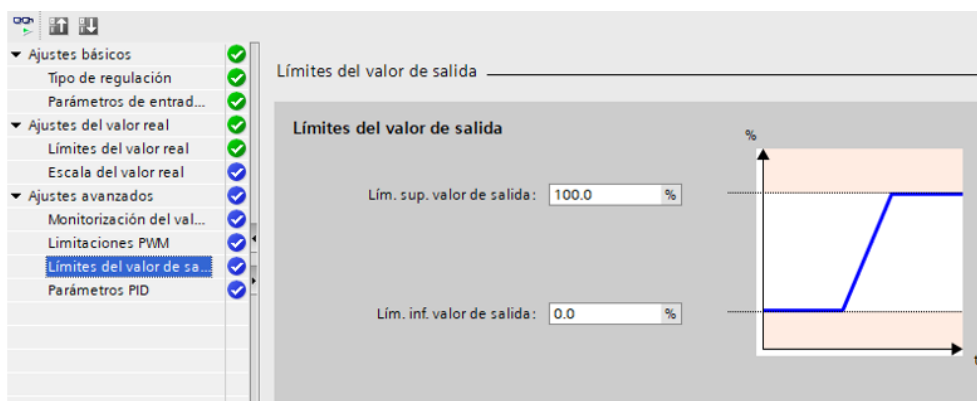 Ajustes básicos
Tipo de regulación
Parámetros de entrad...
Ajustes del valor real
Límites del valor real
Escala del valor real
Ajustes avanzados
Monitorización del val...
Limitaciones PWM
Límites del valor de sa...
Parámetros PID
Límites del valor de salida
Límites del valor de salida
Lím. sup. valor de salida: 100.0 %
Lím. inf. valor de salida: 0.0 %
%
t